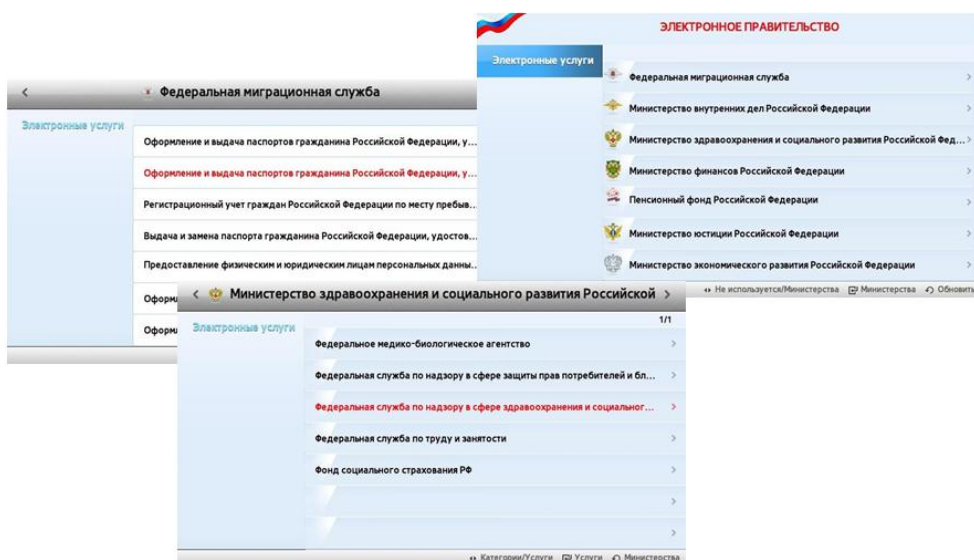 ЭЛЕКТРОННОЕ ПРАВИТЕЛЬСТВО
Электронные услуги
Федеральная миграционная служба
Министерство внутренних дел Российской Федерации
Министерство здравоохранения и социального развития Российской Фед...
Министерство финансов Российской Федерации
Пенсионный фонд Российской Федерации
Министерство юстиции Российской Федерации
Министерство экономического развития Российской Федерации
Не используется/Министерства Министерства Обновить
Федеральная миграционная служба
Электронные услуги
Оформление и выдача паспортов гражданина Российской Федерации, у...
Оформление и выдача паспортов гражданина Российской Федерации, у...
Регистрационный учет граждан Российской Федерации по месту пребыв...
Выдача и замена паспорта гражданина Российской Федерации, удостов...
Предоставление физическим и юридическим лицам персональных данны...
Министерство здравоохранения и социального развития Российской
Электронные услуги
1/1
Федеральное медико-биологическое агентство
Федеральная служба по надзору в сфере защиты прав потребителей и бл...
Федеральная служба по надзору в сфере здравоохранения и социальног...
Федеральная служба по труду и занятости
Фонд социального страхования РФ
Категории/Услуги Услуги Министерства